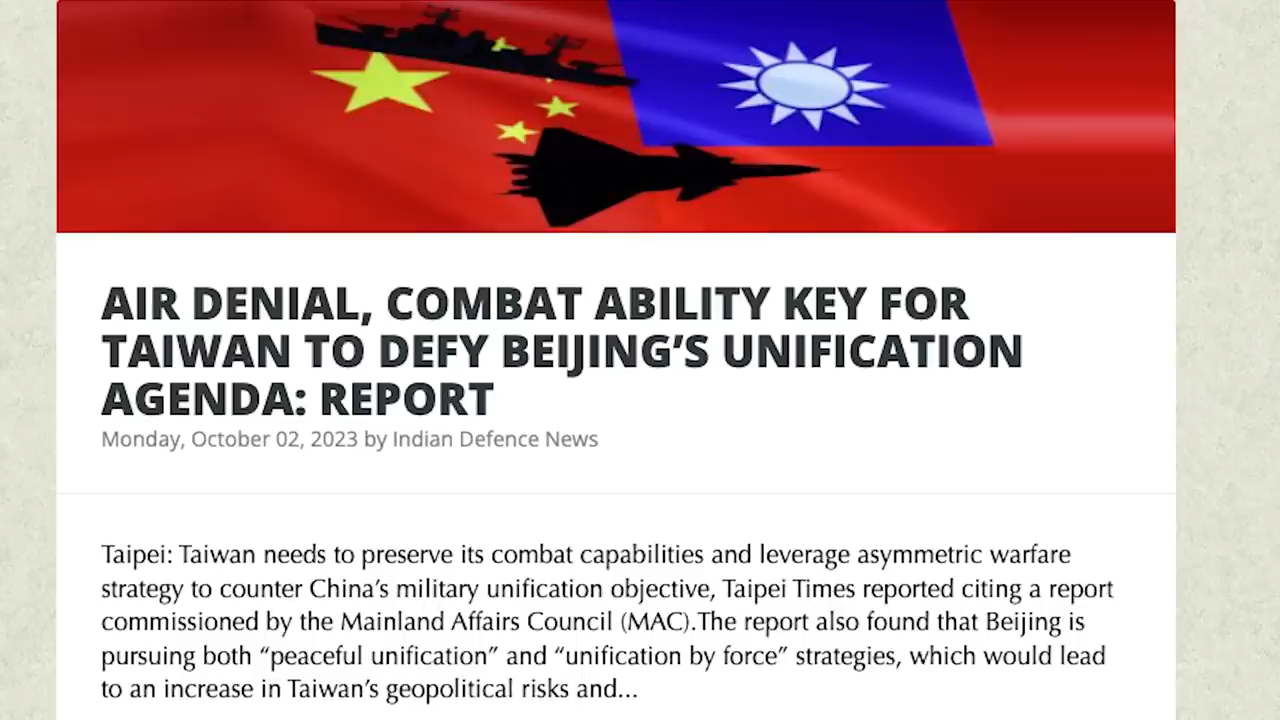 AIR DENIAL, COMBAT ABILITY KEY FOR
TAIWAN TO DEFY BEIJING’S UNIFICATION
AGENDA: REPORT
Monday, October 02, 2023 by Indian Defence News
Taipei: Taiwan needs to preserve its combat capabilities and leverage asymmetric warfare
strategy to counter China’s military unification objective, Taipei Times reported citing a report
commissioned by the Mainland Affairs Council (MAC).The report also found that Beijing is
pursuing both “peaceful unification” and “unification by force” strategies, which would lead
to an increase in Taiwan’s geopolitical risks and...